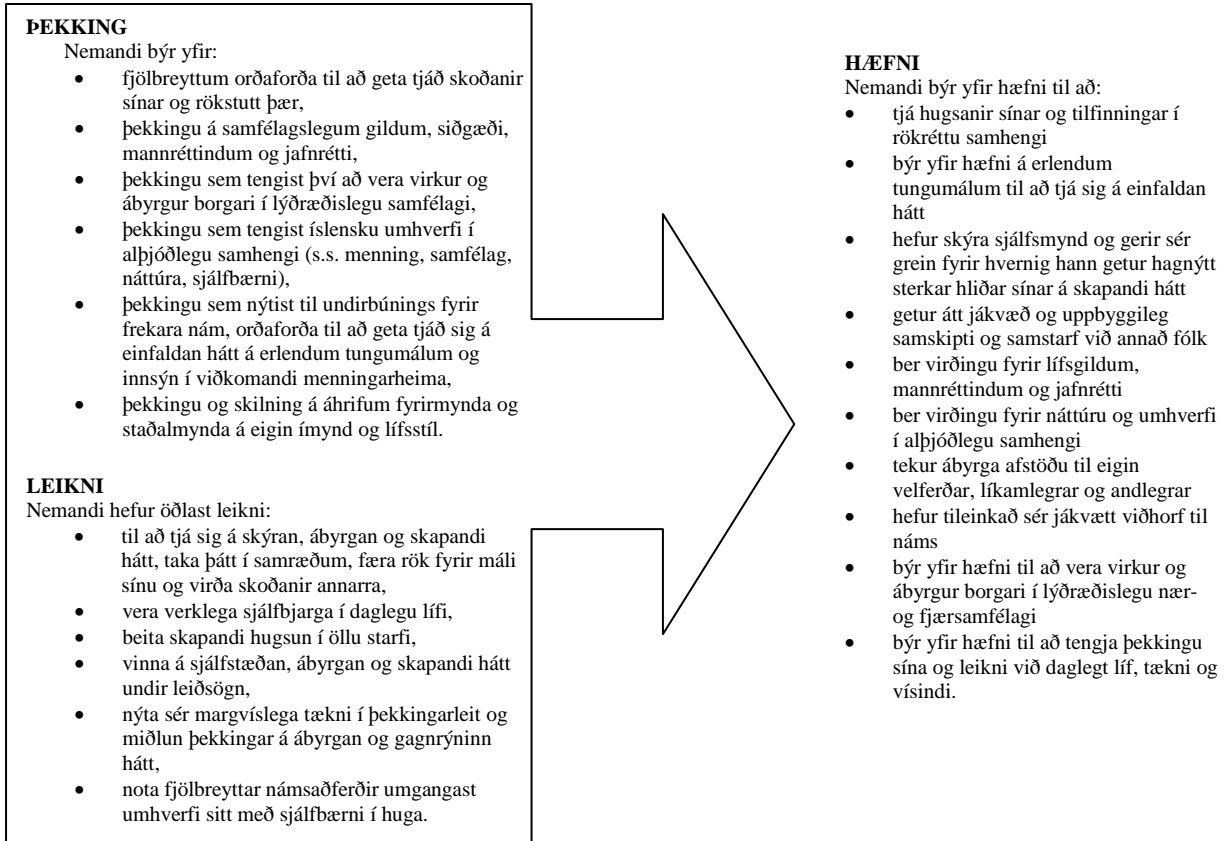 ÞEKKING
Nemandi býr yfir:
• fjölbreyttum orðaforða til að geta tjáð skoðanir
sínar og rökstutt þær,
• þekkingu á samfélagslegum gildum, siðgæði,
mannréttindum og jafnrétti,
• þekkingu sem tengist því að vera virkur og
ábyrgur borgari í lýðræðislegu samfélagi,
• þekkingu sem tengist íslensku umhverfi í
alþjóðlegu samhengi (s.s. menning, samfélag,
náttúra, sjálfbærni),
• þekkingu sem nýtist til undirbúnings fyrir
frekara nám, orðaforða til að geta tjáð sig á
einfaldan hátt á erlendum tungumálum og
innsýn í viðkomandi menningarheima,
• þekkingu og skilning á áhrifum fyrirmynda og
staðalmynda á eigin ímynd og lífsstíl.
LEIKNI
Nemandi hefur öðlast leikni:
• til að tjá sig á skýran, ábyrgan og skapandi
hátt, taka þátt í samræðum, færa rök fyrir máli
sínu og virða skoðanir annarra,
• vera verklega sjálfbjarga í daglegu lífi,
• beita skapandi hugsun í öllu starfi,
• vinna á sjálfstæðan, ábyrgan og skapandi hátt
undir leiðsögn,
• nýta sér margvíslega tækni í þekkingarleit og
miðlun þekkingar á ábyrgan og gagnrýninn
hátt,
• nota fjölbreyttar námsaðferðir umgangast
umhverfi sitt með sjálfbærni í huga.
HÆFNI
Nemandi býr yfir hæfni til að:
• tjá hugsanir sínar og tilfinningar í
rökréttu samhengi
• býr yfir hæfni á erlendum
tungumálum til að tjá sig á einfaldan
hátt
• hefur skýra sjálfsmynd og gerir sér
grein fyrir hvernig hann getur hagnýtt
sterkar hliðar sínar á skapandi hátt
• getur átt jákvæð og uppbyggileg
samskipti og samstarf við annað fólk
• ber virðingu fyrir lífsgildum,
mannréttindum og jafnrétti
• ber virðingu fyrir náttúru og umhverfi
í alþjóðlegu samhengi
• tekur ábyrga afstöðu til eigin
velferðar, líkamlegrar og andlegrar
• hefur tileinkað sér jákvætt viðhorf til
náms
• býr yfir hæfni til að vera virkur og
ábyrgur borgari í lýðræðislegu nær-
og fjærsamfélagi
• býr yfir hæfni til að tengja þekkingu
sína og leikni við daglegt líf, tækni og
vísindi.